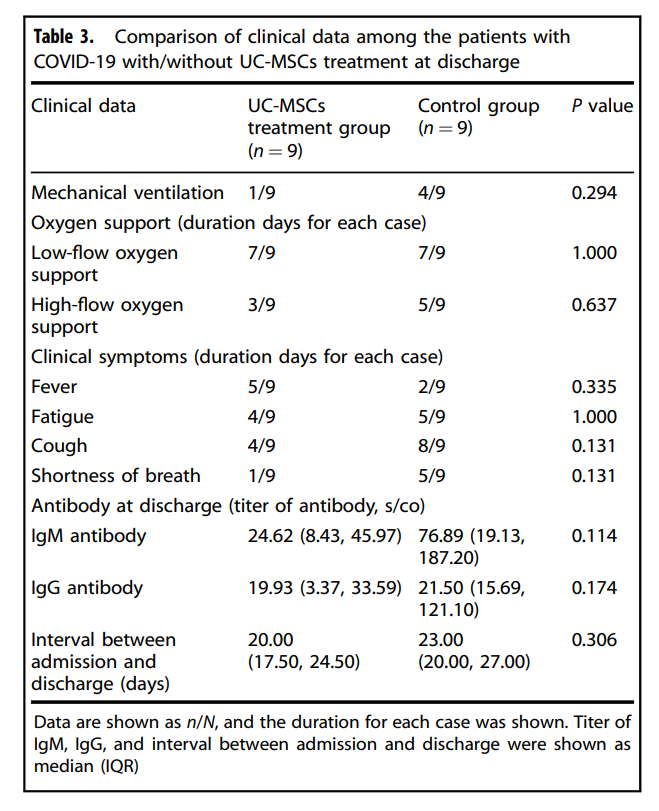 Table 3. Comparison of clinical data among the patients with
COVID-19 with/without UC-MSCs treatment at discharge
Clinical data UC-MSCs Control group P value
treatment group (n = 9)
(n = 9)
Mechanical ventilation 1/9 4/9 0.294
Oxygen support (duration days for each case)
Low-flow oxygen 7/9 7/9 1.000
support
High-flow oxygen 3/9 5/9 0.637
support
Clinical symptoms (duration days for each case)
Fever 5/9 2/9 0.335
Fatigue 4/9 5/9 1.000
Cough 4/9 8/9 0.131
Shortness of breath 1/9 5/9 0.131
Antibody at discharge (titer of antibody, s/co)
IgM antibody 24.62 (8.43, 45.97) 76.89 (19.13, 0.114
187.20)
IgG antibody 19.93 (3.37, 33.59) 21.50 (15.69, 0.174
121.10)
Interval between 20.00 23.00 0.306
admission and (17.50, 24.50) (20.00, 27.00)
discharge (days)
Data are shown as n/N, and the duration for each case was shown. Titer of
IgM, IgG, and interval between admission and discharge were shown as
median (IQR)